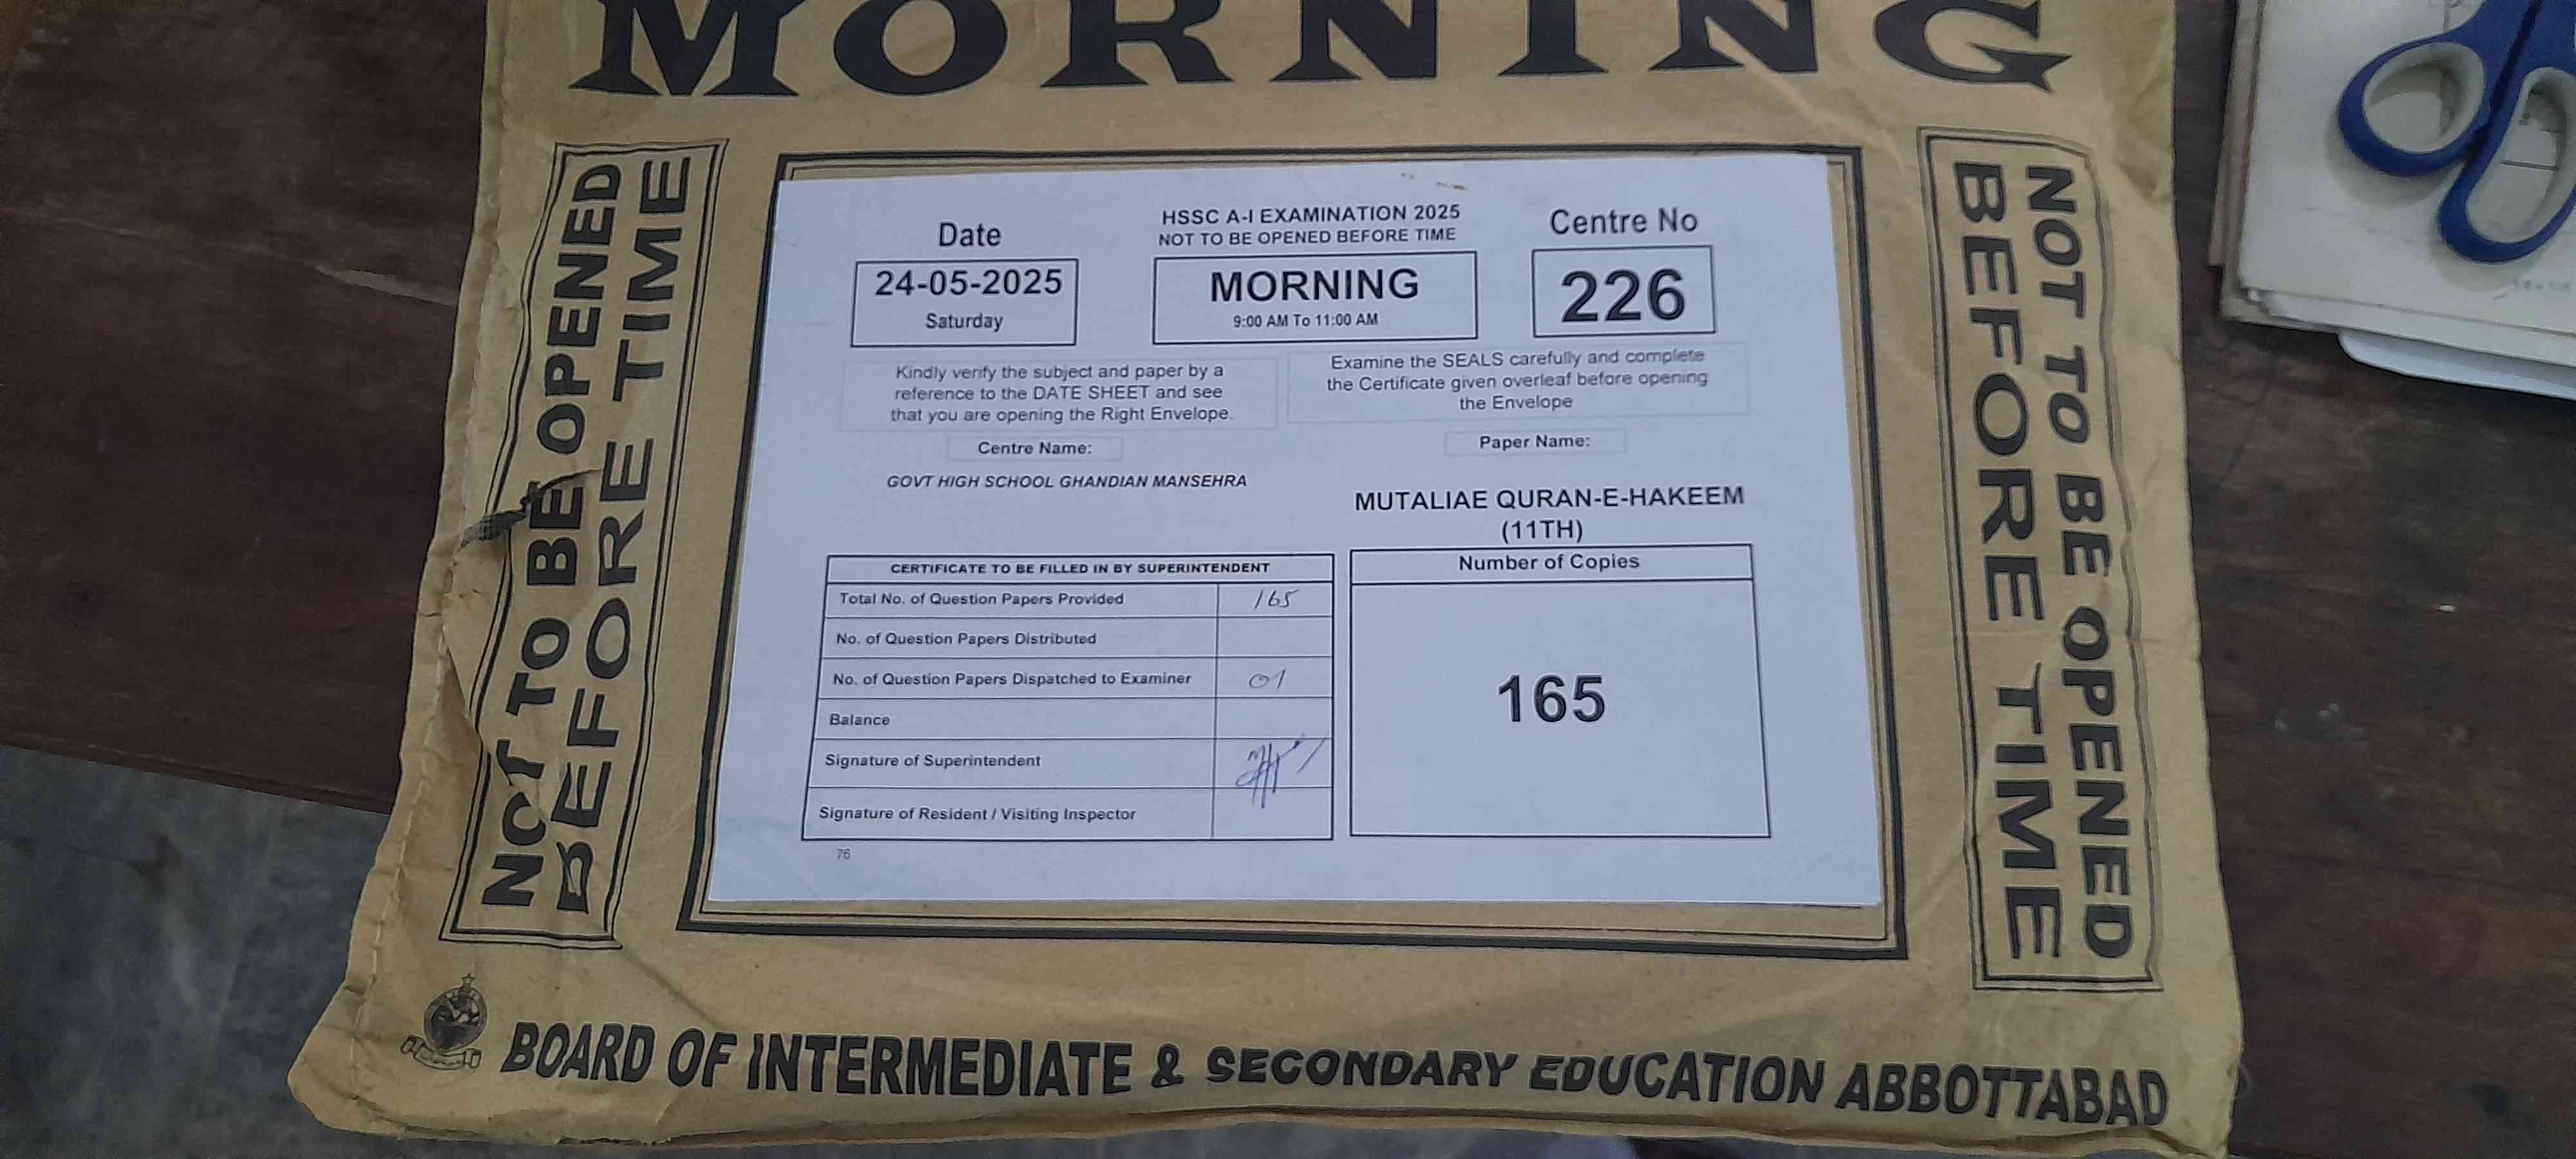 MORNING
NOT TO BE OPENED
BEFORE TIME
Date
24-05-2025
Saturday
HSSC A-I EXAMINATION 2025
NOT TO BE OPENED BEFORE TIME
MORNING
9:00 AM To 11:00 AM
Centre No
226
Kindly verify the subject and paper by a
reference to the DATE SHEET and see
that you are opening the Right Envelope.
Examine the SEALS carefully and complete
the Certificate given overleaf before opening
the Envelope
Centre Name:
GOVT HIGH SCHOOL GHANDIAN MANSEHRA
Paper Name:
MUTALIAE QURAN-E-HAKEEM
(11TH)
CERTIFICATE TO BE FILLED IN BY SUPERINTENDENT
Total No. of Question Papers Provided 165
No. of Question Papers Distributed
No. of Question Papers Dispatched to Examiner 01
Balance
Signature of Superintendent
Signature of Resident / Visiting Inspector
Number of Copies
165
76
NOT TO BE OPENED
BEFORE TIME
BOARD OF INTERMEDIATE & SECONDARY EDUCATION ABBOTTABAD